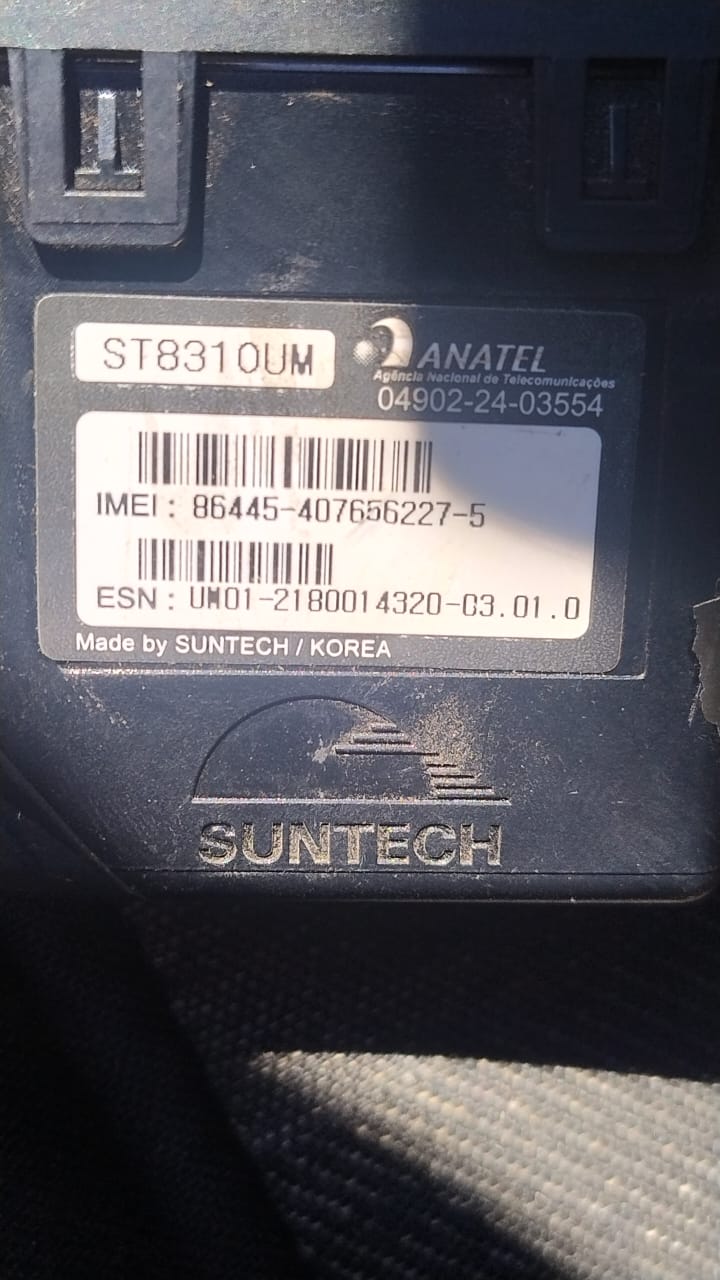 ST8310UM
ANATEL
Agência Nacional de Telecomunicações
04902-24-03554
IMEI : 86445-407656227-5
ESN : UM01-2180014320-03.01.0
Made by SUNTECH / KOREA
SUNTECH